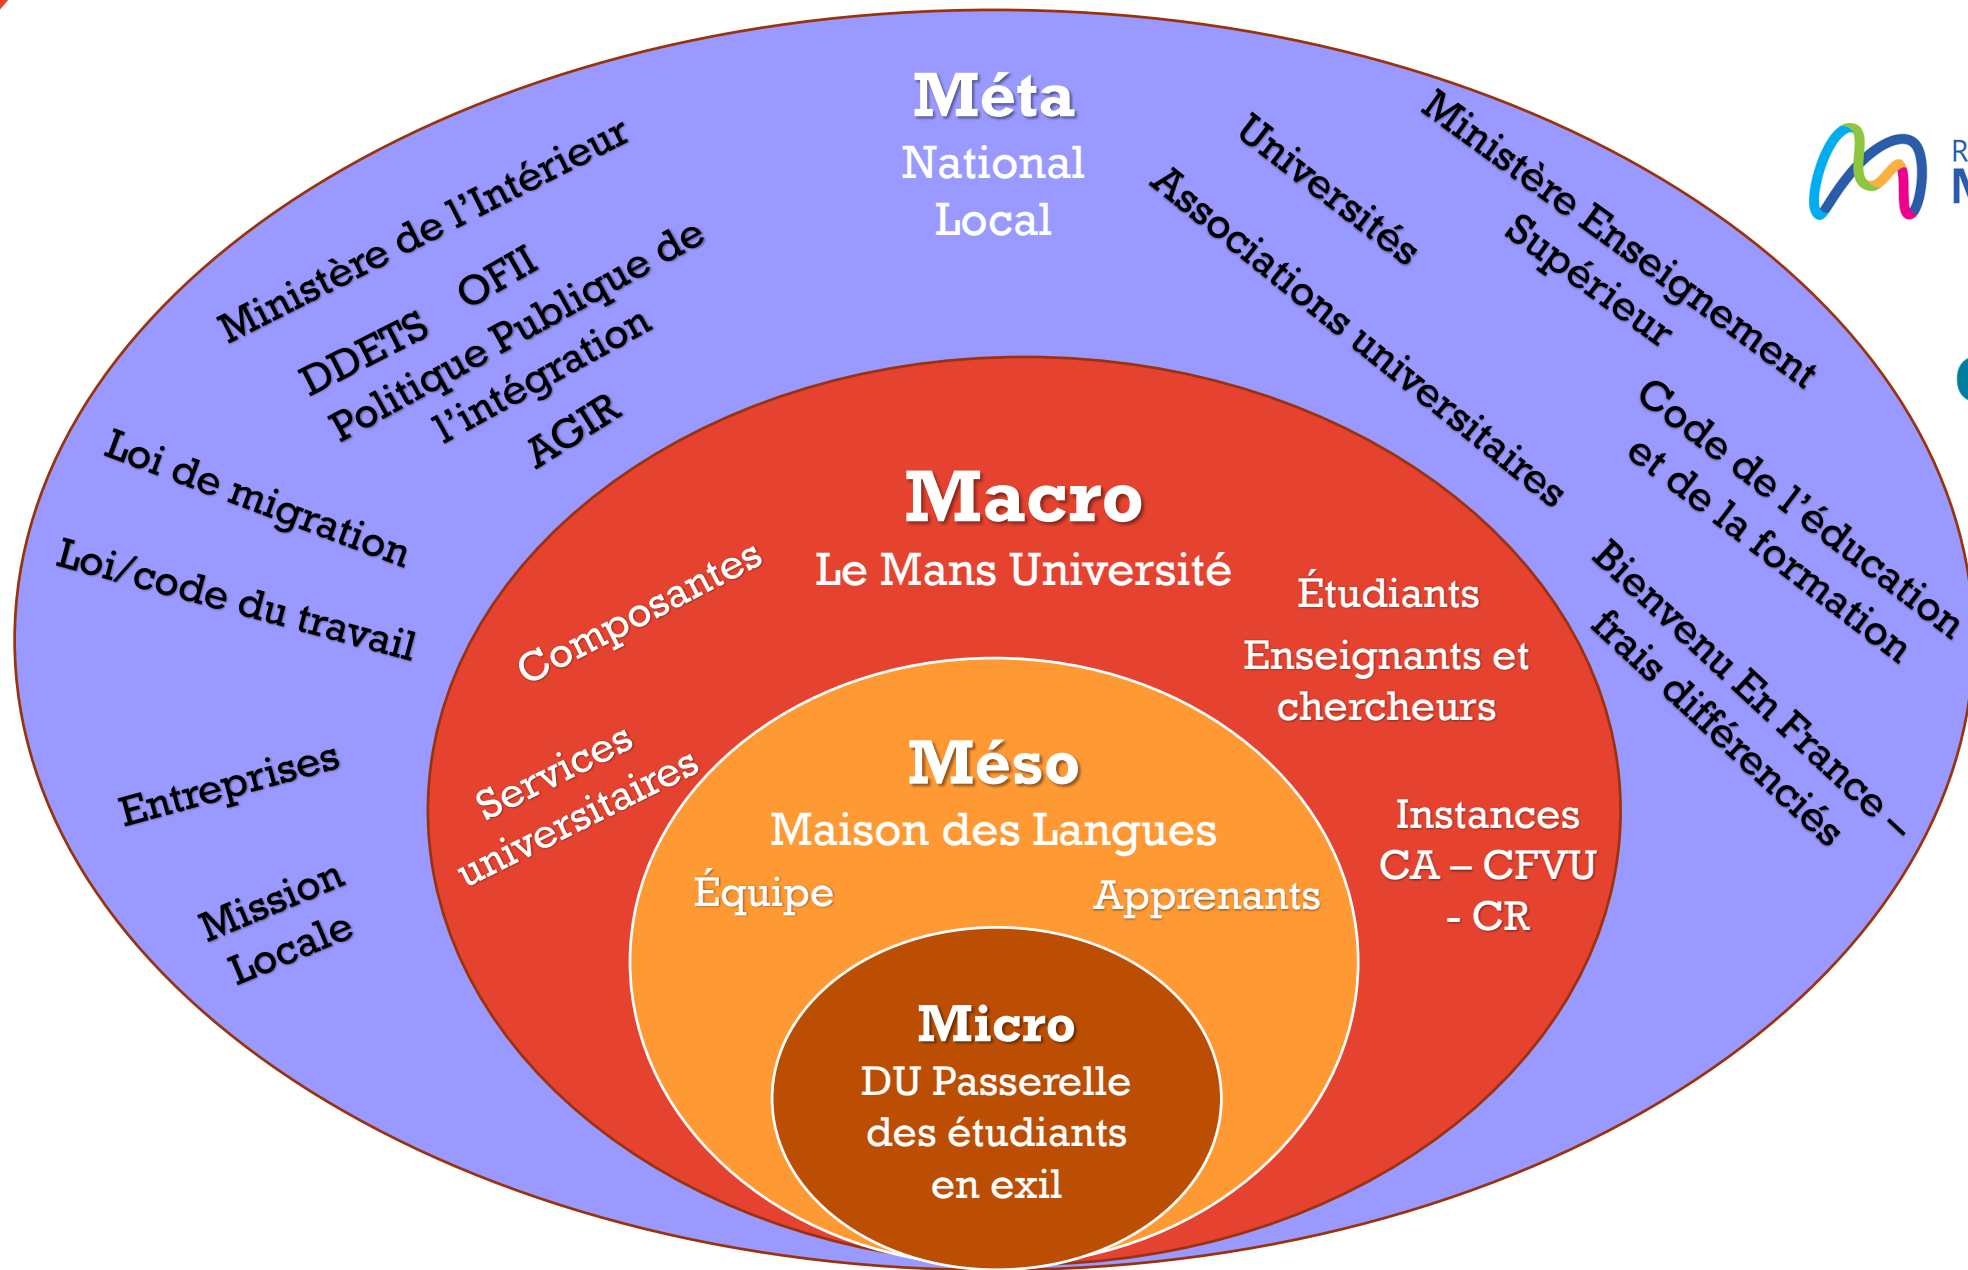 Méta
National
Local
Ministère de l’Intérieur
DDETS OFII
Politique Publique de
l’intégration
AGIR
Loi de migration
Loi/code du travail
Entreprises
Mission
Locale
Universités
Associations universitaires
Ministère Enseignement
Supérieur
Code de l’éducation
et de la formation
Bienvenu En France –
frais différenciés
Macro
Le Mans Université
Composantes
Services
universitaires
Étudiants
Enseignants et
chercheurs
Instances
CA – CFVU
- CR
Méso
Maison des Langues
Équipe
Apprenants
Micro
DU Passerelle
des étudiants
en exil